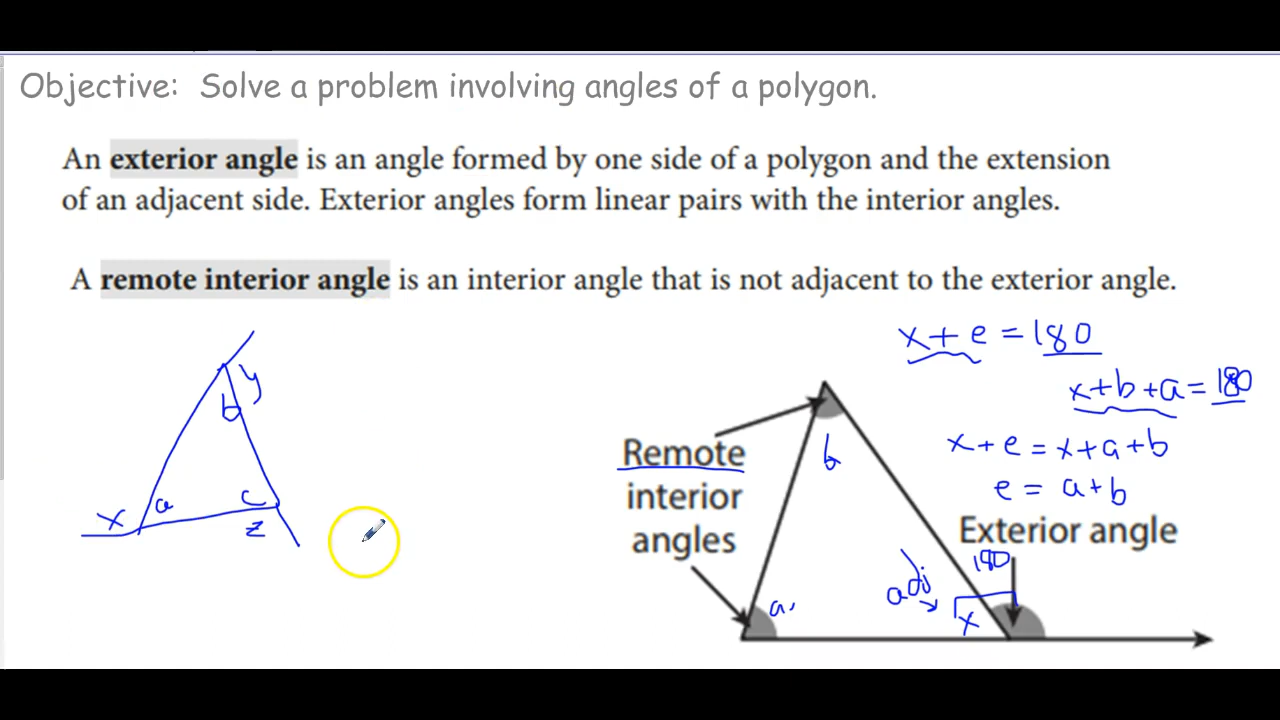 Objective: Solve a problem involving angles of a polygon.
An exterior angle is an angle formed by one side of a polygon and the extension
of an adjacent side. Exterior angles form linear pairs with the interior angles.
A remote interior angle is an interior angle that is not adjacent to the exterior angle.
x + e = 180
x + b + a = 180
x + e = x + a + b
e = a + b
y
b
x
a
c
z
Remote
interior
angles
b
Exterior angle
180
adj
a
x